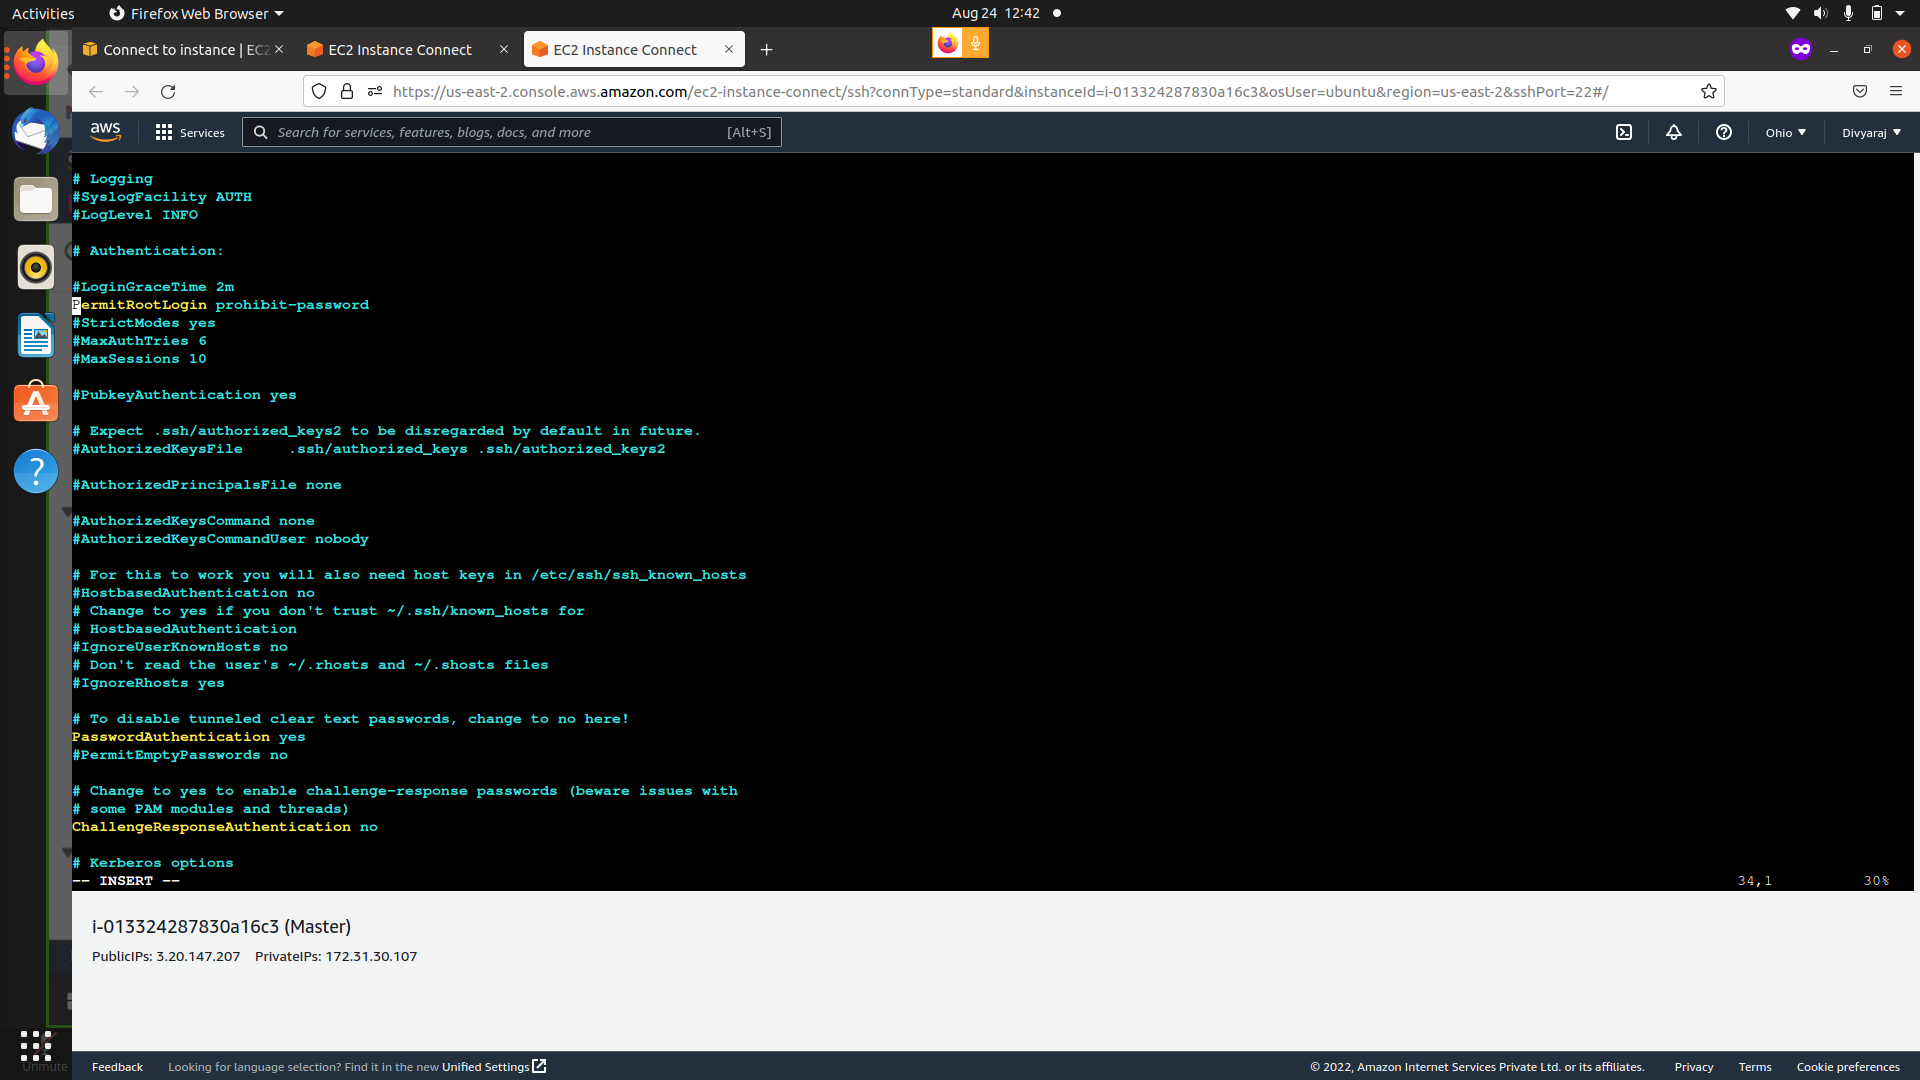 Activities
Firefox Web Browser
Aug 24 12:42
Connect to instance | EC2
EC2 Instance Connect
EC2 Instance Connect
https://us-east-2.console.aws.amazon.com/ec2-instance-connect/ssh?connType=standard&instanceId=i-013324287830a16c3&osUser=ubuntu&region=us-east-2&sshPort=22#/
aws
Services
Search for services, features, blogs, docs, and more
[Alt+S]
Ohio
Divyaraj
# Logging
#SyslogFacility AUTH
#LogLevel INFO
# Authentication:
#LoginGraceTime 2m
PermitRootLogin prohibit-password
#StrictModes yes
#MaxAuthTries 6
#MaxSessions 10
#PubkeyAuthentication yes
# Expect .ssh/authorized_keys2 to be disregarded by default in future.
#AuthorizedKeysFile     .ssh/authorized_keys .ssh/authorized_keys2
#AuthorizedPrincipalsFile none
#AuthorizedKeysCommand none
#AuthorizedKeysCommandUser nobody
# For this to work you will also need host keys in /etc/ssh/ssh_known_hosts
#HostbasedAuthentication no
# Change to yes if you don't trust ~/.ssh/known_hosts for
# HostbasedAuthentication
#IgnoreUserKnownHosts no
# Don't read the user's ~/.rhosts and ~/.shosts files
#IgnoreRhosts yes
# To disable tunneled clear text passwords, change to no here!
PasswordAuthentication yes
#PermitEmptyPasswords no
# Change to yes to enable challenge-response passwords (beware issues with
# some PAM modules and threads)
ChallengeResponseAuthentication no
# Kerberos options
-- INSERT --
34,1
30%
i-013324287830a16c3 (Master)
PublicIPs: 3.20.147.207    PrivateIPs: 172.31.30.107
Unmute
Feedback
Looking for language selection? Find it in the new Unified Settings
© 2022, Amazon Internet Services Private Ltd. or its affiliates.
Privacy
Terms
Cookie preferences